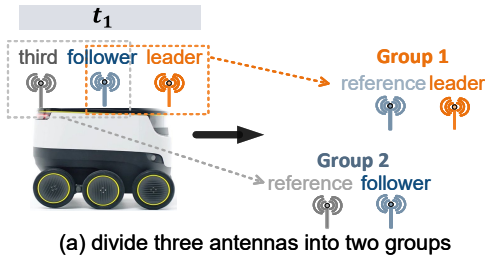 t₁
third follower leader
Group 1
reference leader
Group 2
reference follower
(a) divide three antennas into two groups